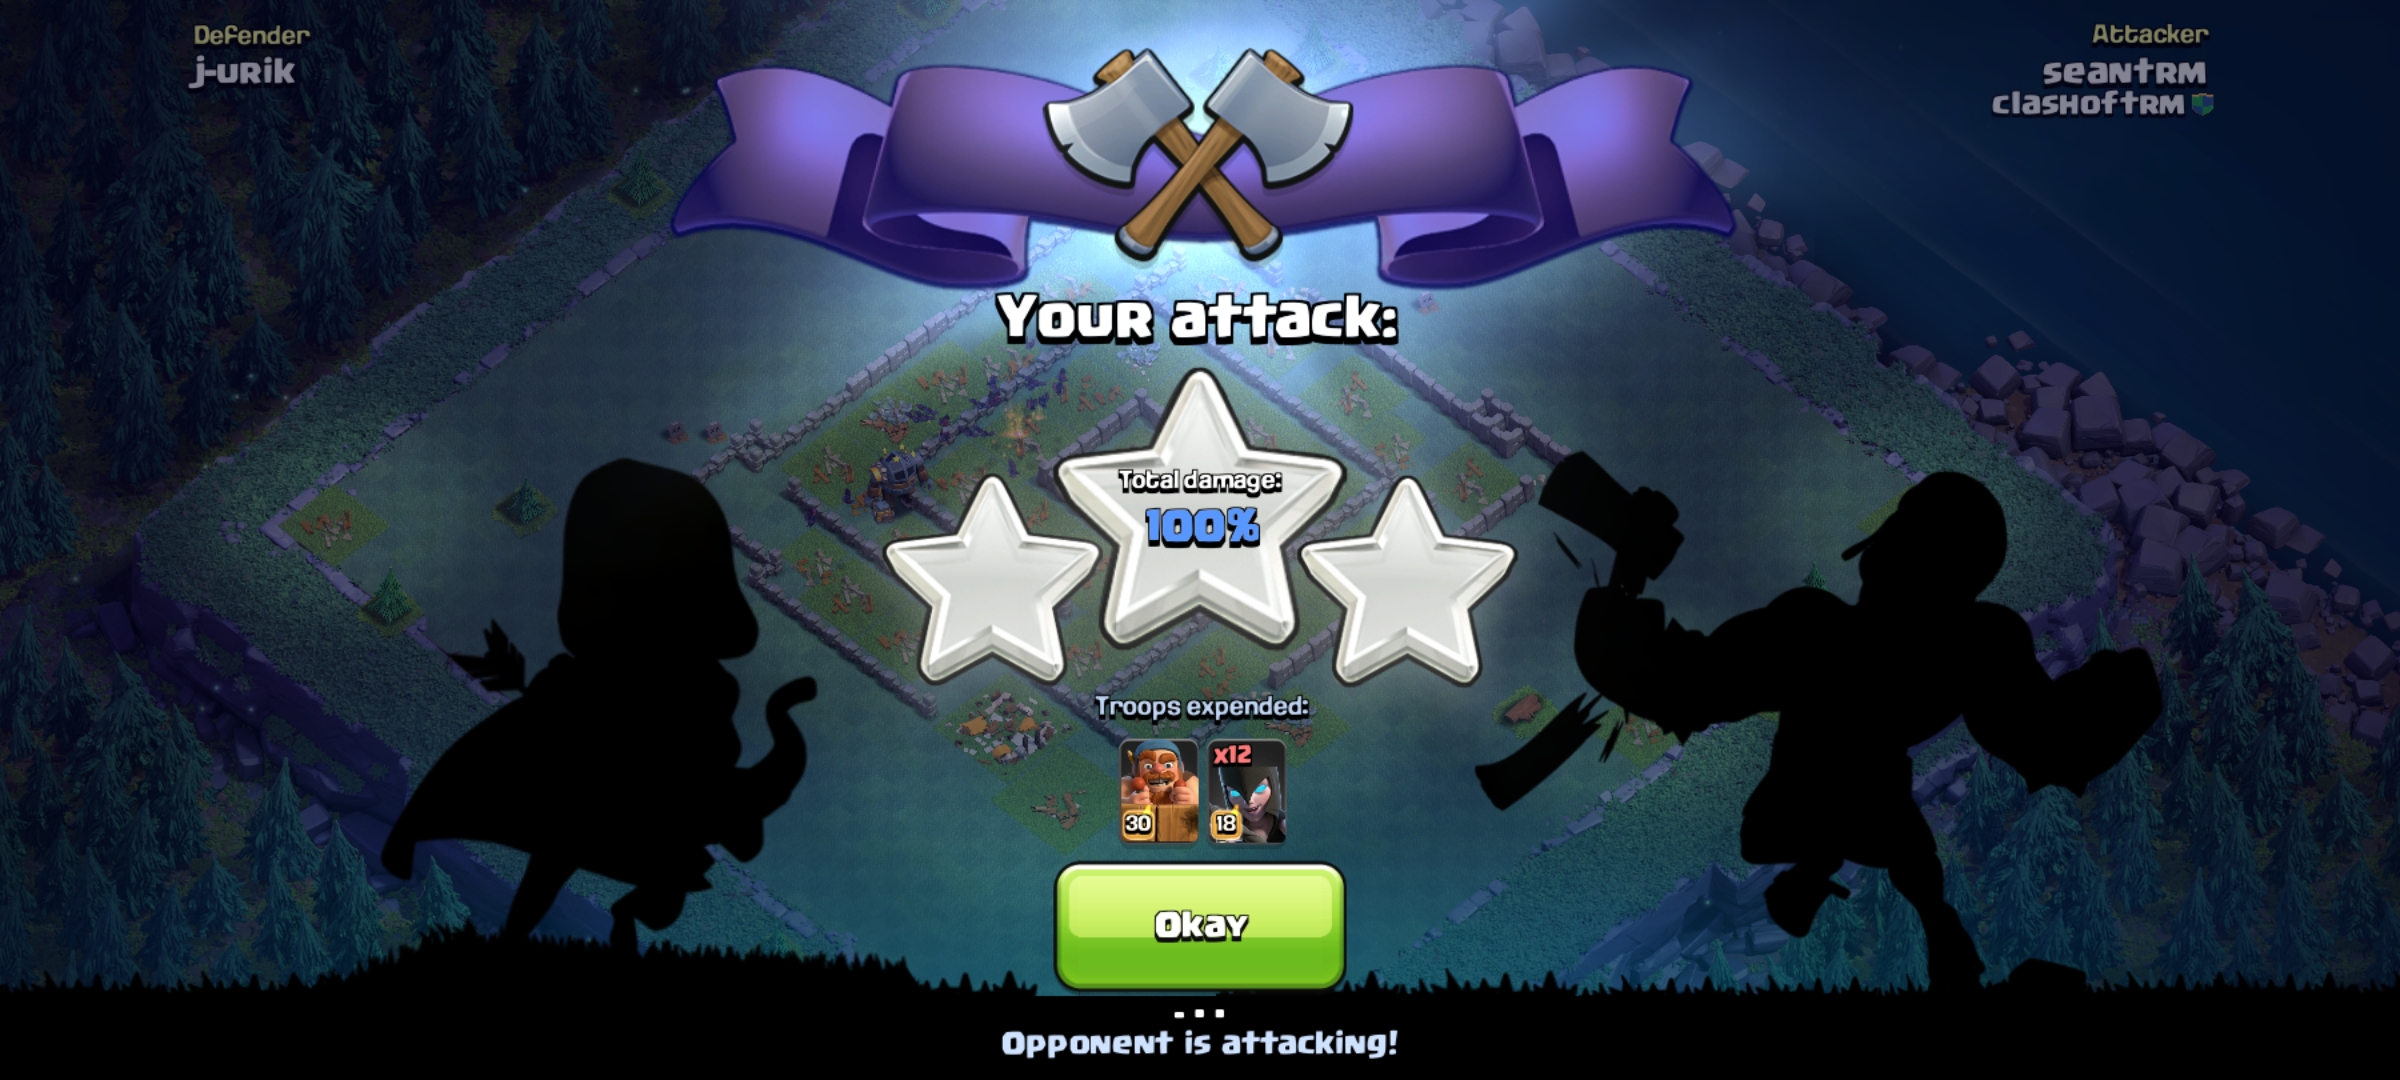 Defender
j-urik
Attacker
seantrm
clashoftrm
Your attack:
Total damage:
100%
Troops expended:
x12
30
18
Okay
...
Opponent is attacking!